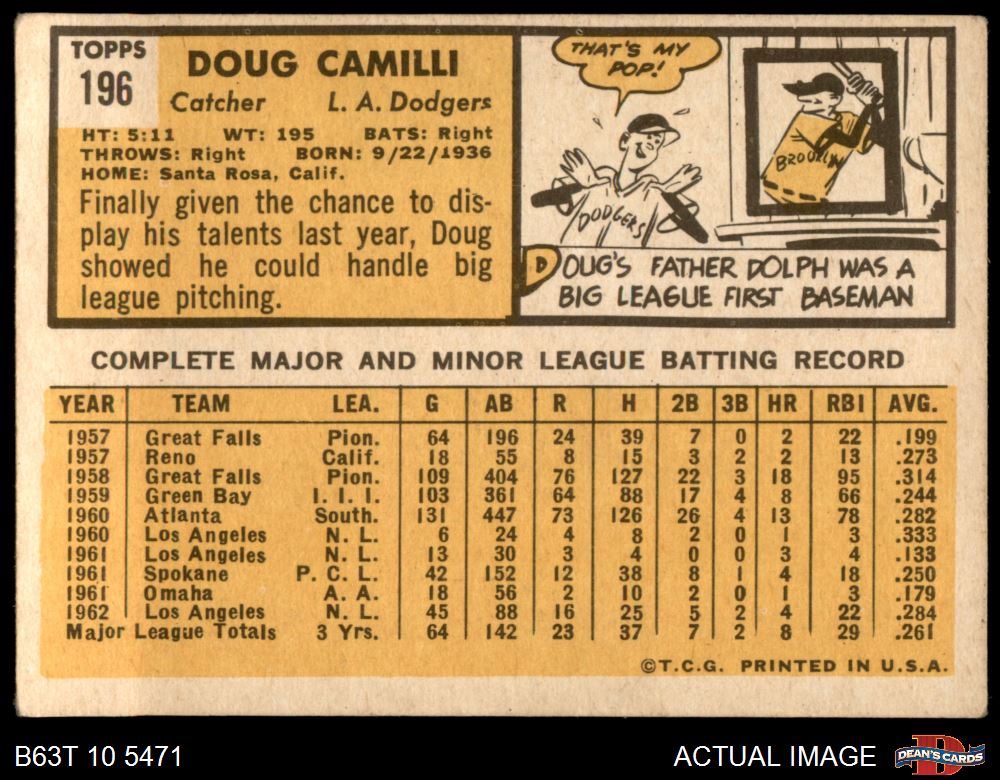 TOPPS
196
DOUG CAMILLI
Catcher L. A. Dodgers
HT: 5:11 WT: 195 BATS: Right
THROWS: Right BORN: 9/22/1936
HOME: Santa Rosa, Calif.
Finally given the chance to dis-
play his talents last year, Doug
showed he could handle big
league pitching.
THAT'S MY
POP!
DODGERS
BROOKLYN
DOUG'S FATHER DOLPH WAS A
BIG LEAGUE FIRST BASEMAN
COMPLETE MAJOR AND MINOR LEAGUE BATTING RECORD
YEAR TEAM LEA. G AB R H 2B 3B HR RBI AVG.
1957 Great Falls Pion. 64 196 24 39 7 0 2 22 .199
1957 Reno Calif. 18 55 8 15 3 2 2 13 .273
1958 Great Falls Pion. 109 404 76 127 22 3 18 95 .314
1959 Green Bay I. I. I. 103 361 64 88 17 4 8 66 .244
1960 Atlanta South. 131 447 73 126 26 4 13 78 .282
1960 Los Angeles N. L. 6 24 4 8 2 0 1 3 .333
1961 Los Angeles N. L. 13 30 3 4 0 0 3 4 .133
1961 Spokane P. C. L. 42 152 12 38 8 1 4 18 .250
1961 Omaha A. A. 18 56 2 10 2 0 1 3 .179
1962 Los Angeles N. L. 45 88 16 25 5 2 4 22 .284
Major League Totals 3 Yrs. 64 142 23 37 7 2 8 29 .261
©T.C.G. PRINTED IN U.S.A.
B63T 10 5471
ACTUAL IMAGE
DEAN'S CARDS